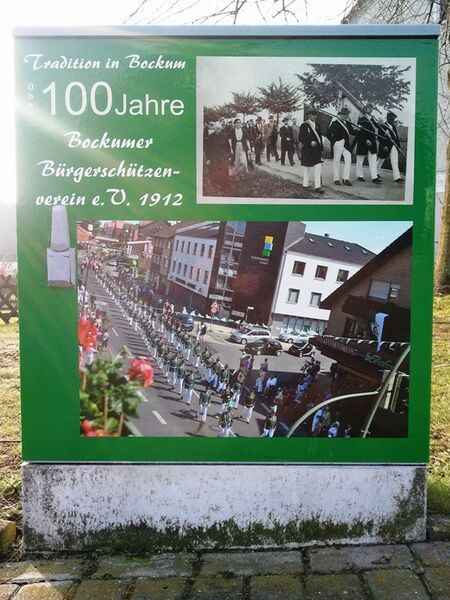 Tradition in Bockum
über
100 Jahre
Bockumer
Bürgerschützen-
verein e.V. 1912